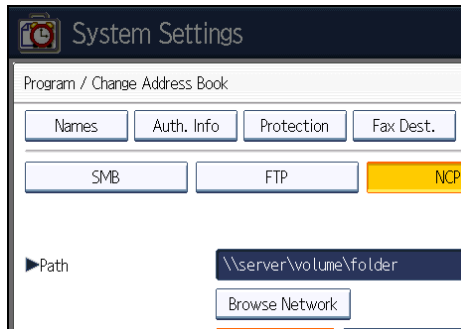 System Settings
Program / Change Address Book
Names Auth. Info Protection Fax Dest.
SMB FTP NCP
►Path \\server\volume\folder
Browse Network